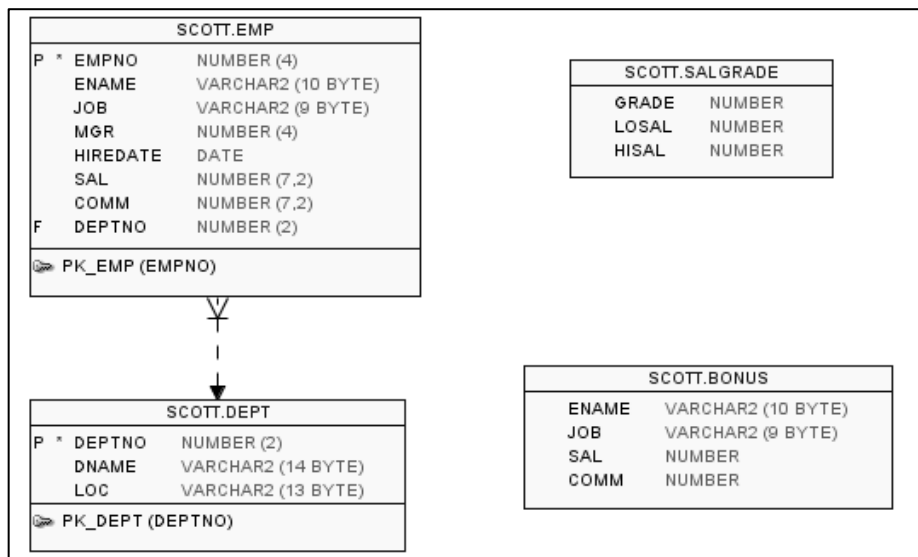 SCOTT.EMP
P * EMPNO NUMBER (4)
ENAME VARCHAR2 (10 BYTE)
JOB VARCHAR2 (9 BYTE)
MGR NUMBER (4)
HIREDATE DATE
SAL NUMBER (7,2)
COMM NUMBER (7,2)
F DEPTNO NUMBER (2)
PK_EMP (EMPNO)
SCOTT.SALGRADE
GRADE NUMBER
LOSAL NUMBER
HISAL NUMBER
SCOTT.DEPT
P * DEPTNO NUMBER (2)
DNAME VARCHAR2 (14 BYTE)
LOC VARCHAR2 (13 BYTE)
PK_DEPT (DEPTNO)
SCOTT.BONUS
ENAME VARCHAR2 (10 BYTE)
JOB VARCHAR2 (9 BYTE)
SAL NUMBER
COMM NUMBER